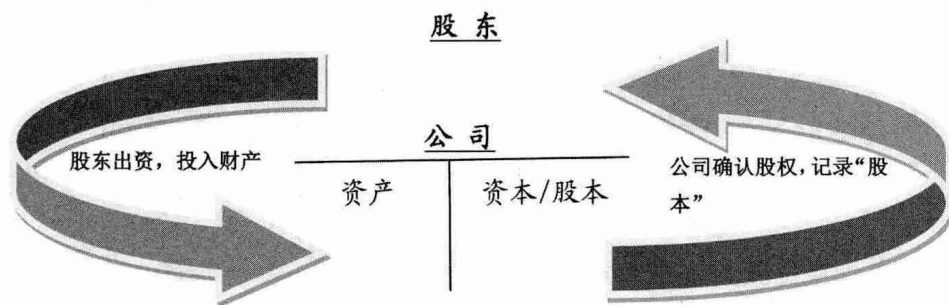 股东
公司
股东出资，投入财产
资产
资本/股本
公司确认股权，记录“股
本”